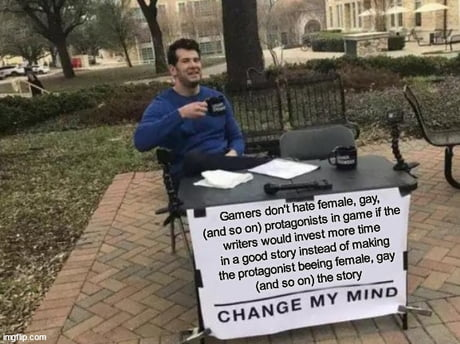 Gamers don't hate female, gay,
(and so on) protagonists in game if the
writers would invest more time
in a good story instead of making
the protagonist beeing female, gay
(and so on) the story
CHANGE MY MIND
imgflip.com